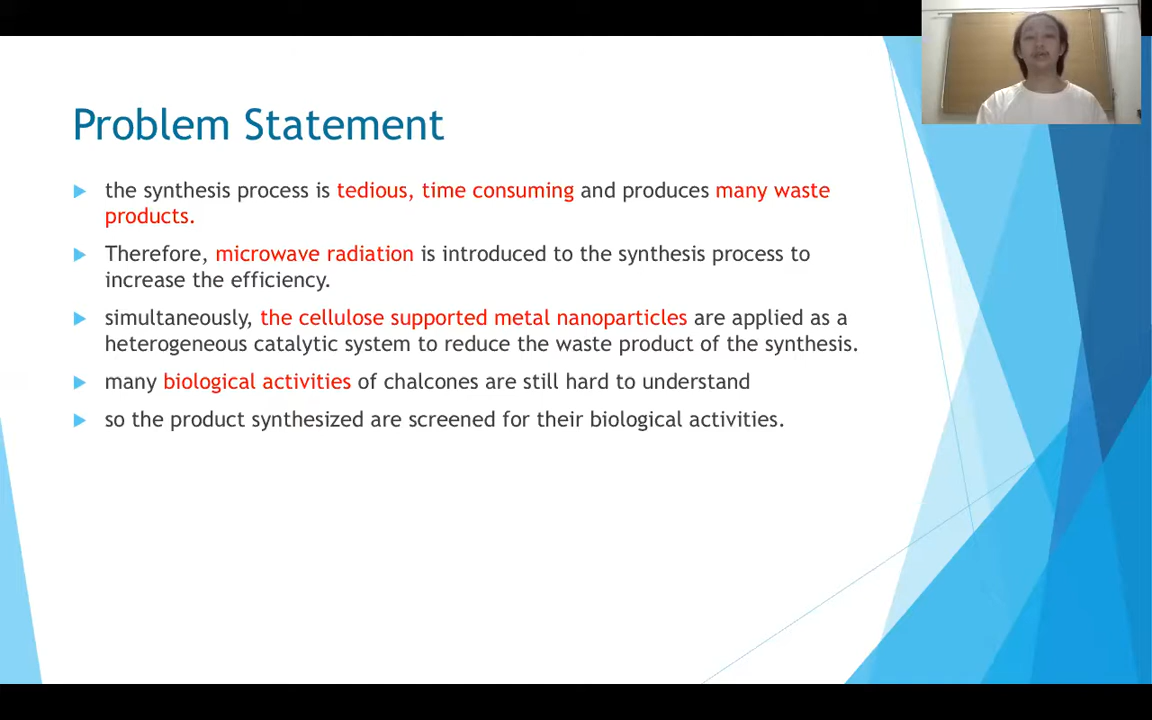 Problem Statement
the synthesis process is tedious, time consuming and produces many waste
products.
Therefore, microwave radiation is introduced to the synthesis process to
increase the efficiency.
simultaneously, the cellulose supported metal nanoparticles are applied as a
heterogeneous catalytic system to reduce the waste product of the synthesis.
many biological activities of chalcones are still hard to understand
so the product synthesized are screened for their biological activities.